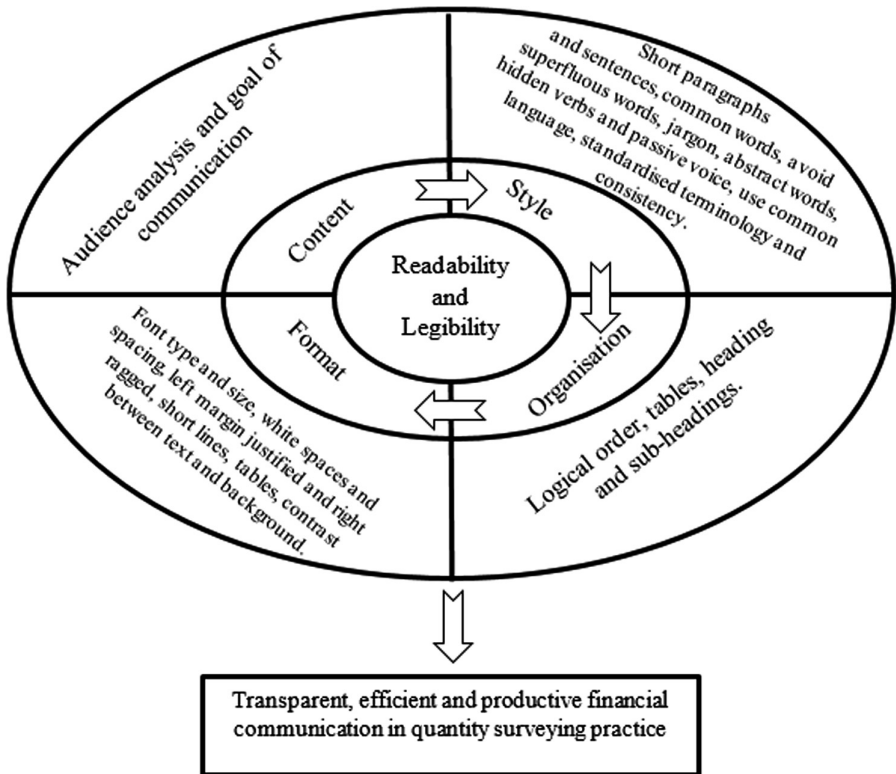 Audience analysis and goal of
communication
Short paragraphs
and sentences, common words, avoid
superfluous words, jargon, abstract words,
hidden verbs and passive voice, use common
language, standardised terminology and
consistency.
Content
Style
Readability
and
Legibility
Format
Organisation
Font type and size, white spaces and
spacing, left margin justified and right
ragged, short lines, tables, contrast
between text and background.
Logical order, tables, heading
and sub-headings.
Transparent, efficient and productive financial
communication in quantity surveying practice